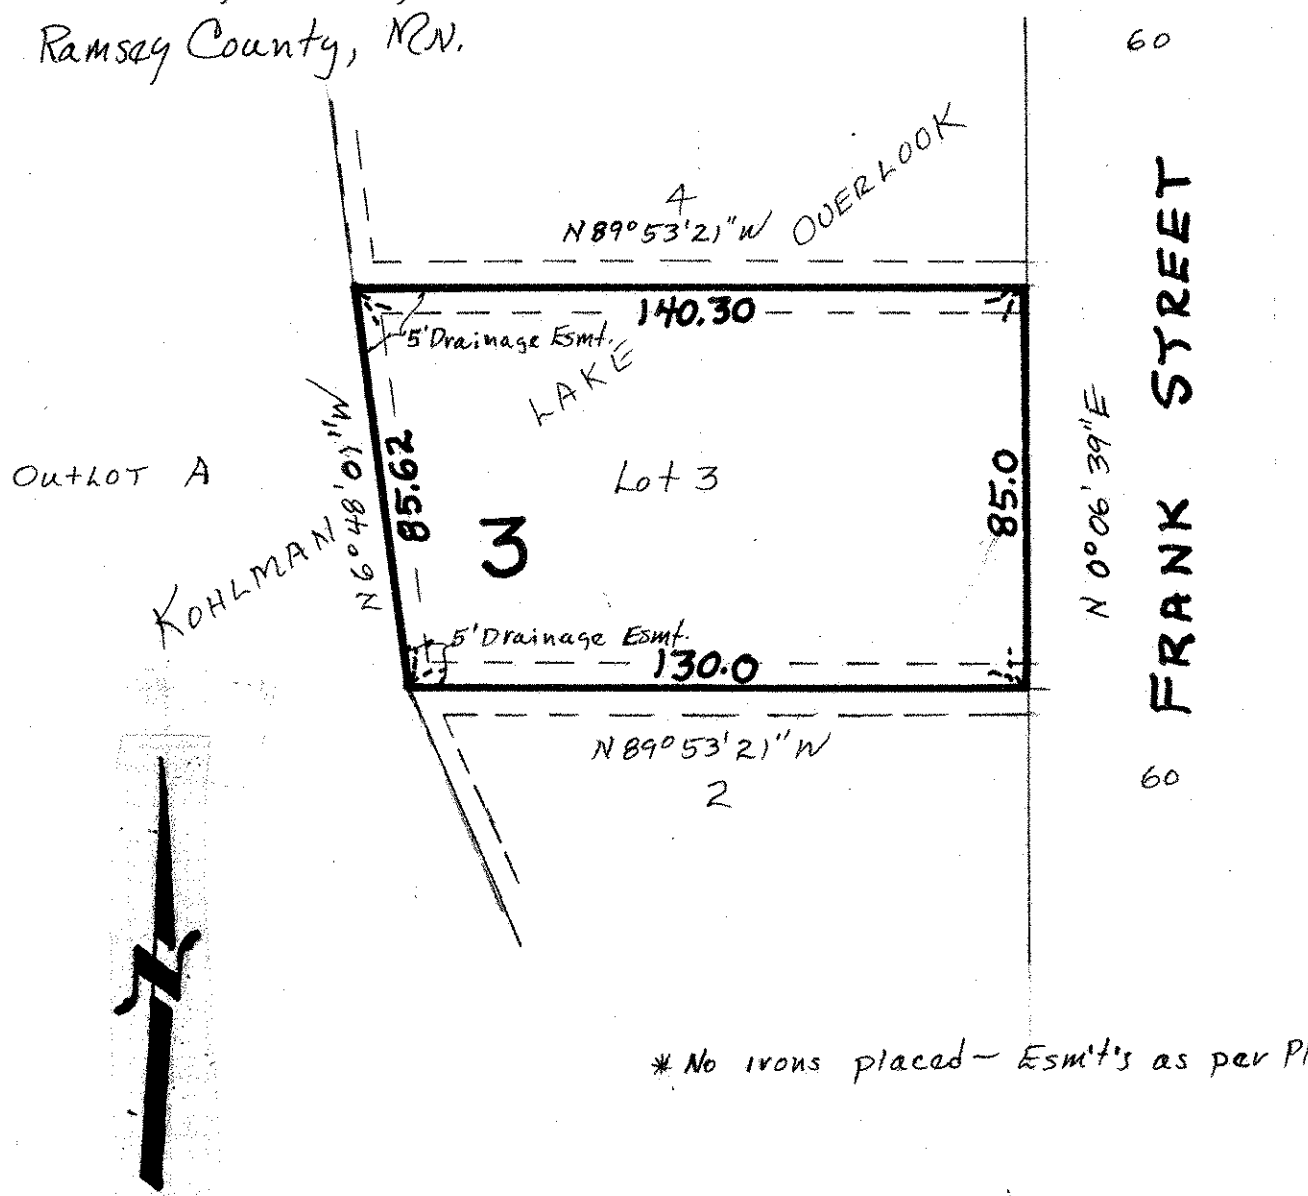 Ramsey County, MN.
60
4
N89°53'21"W
OVERLOOK
140.30
5' Drainage Esmt.
LAKE
FRANK STREET
N 0°06'39"E
85.0
Lot 3
3
85.62
N6°48'01"W
OutLOT A
KOHLMAN
5' Drainage Esmt.
130.0
N89°53'21"W
2
60
N
* No irons placed — Esm't's as per Pl